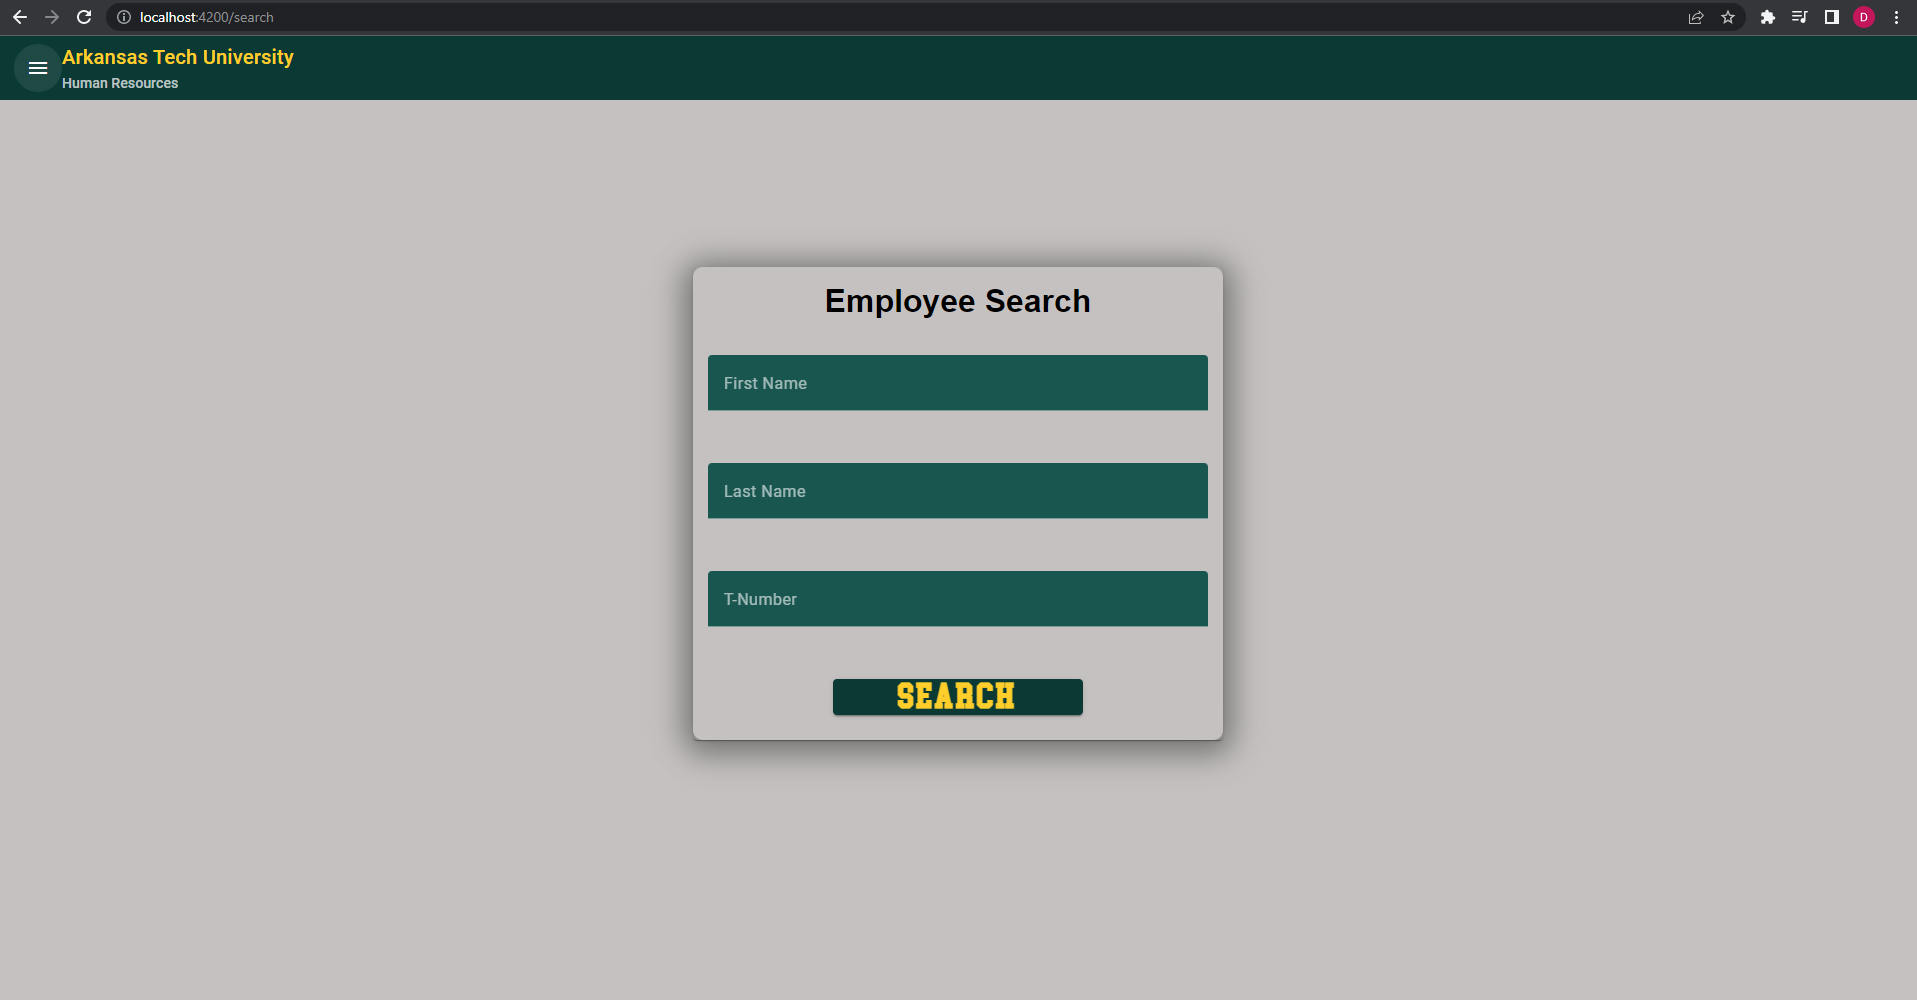 localhost:4200/search
D
Arkansas Tech University
Human Resources
Employee Search
First Name
Last Name
T-Number
SEARCH